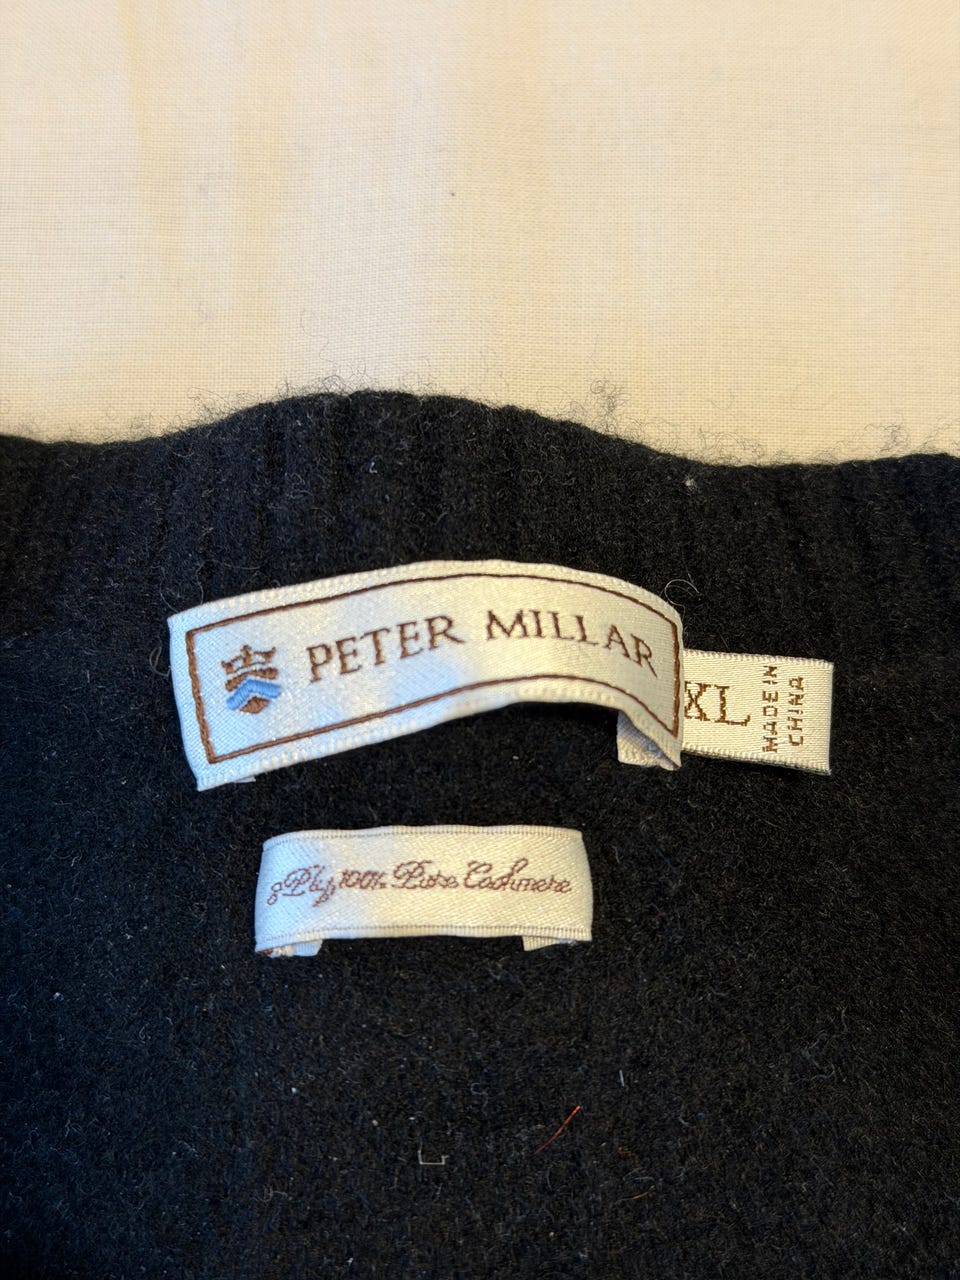 PETER MILLAR
XL
MADE IN
CHINA
8 Ply 100% Pure Cashmere